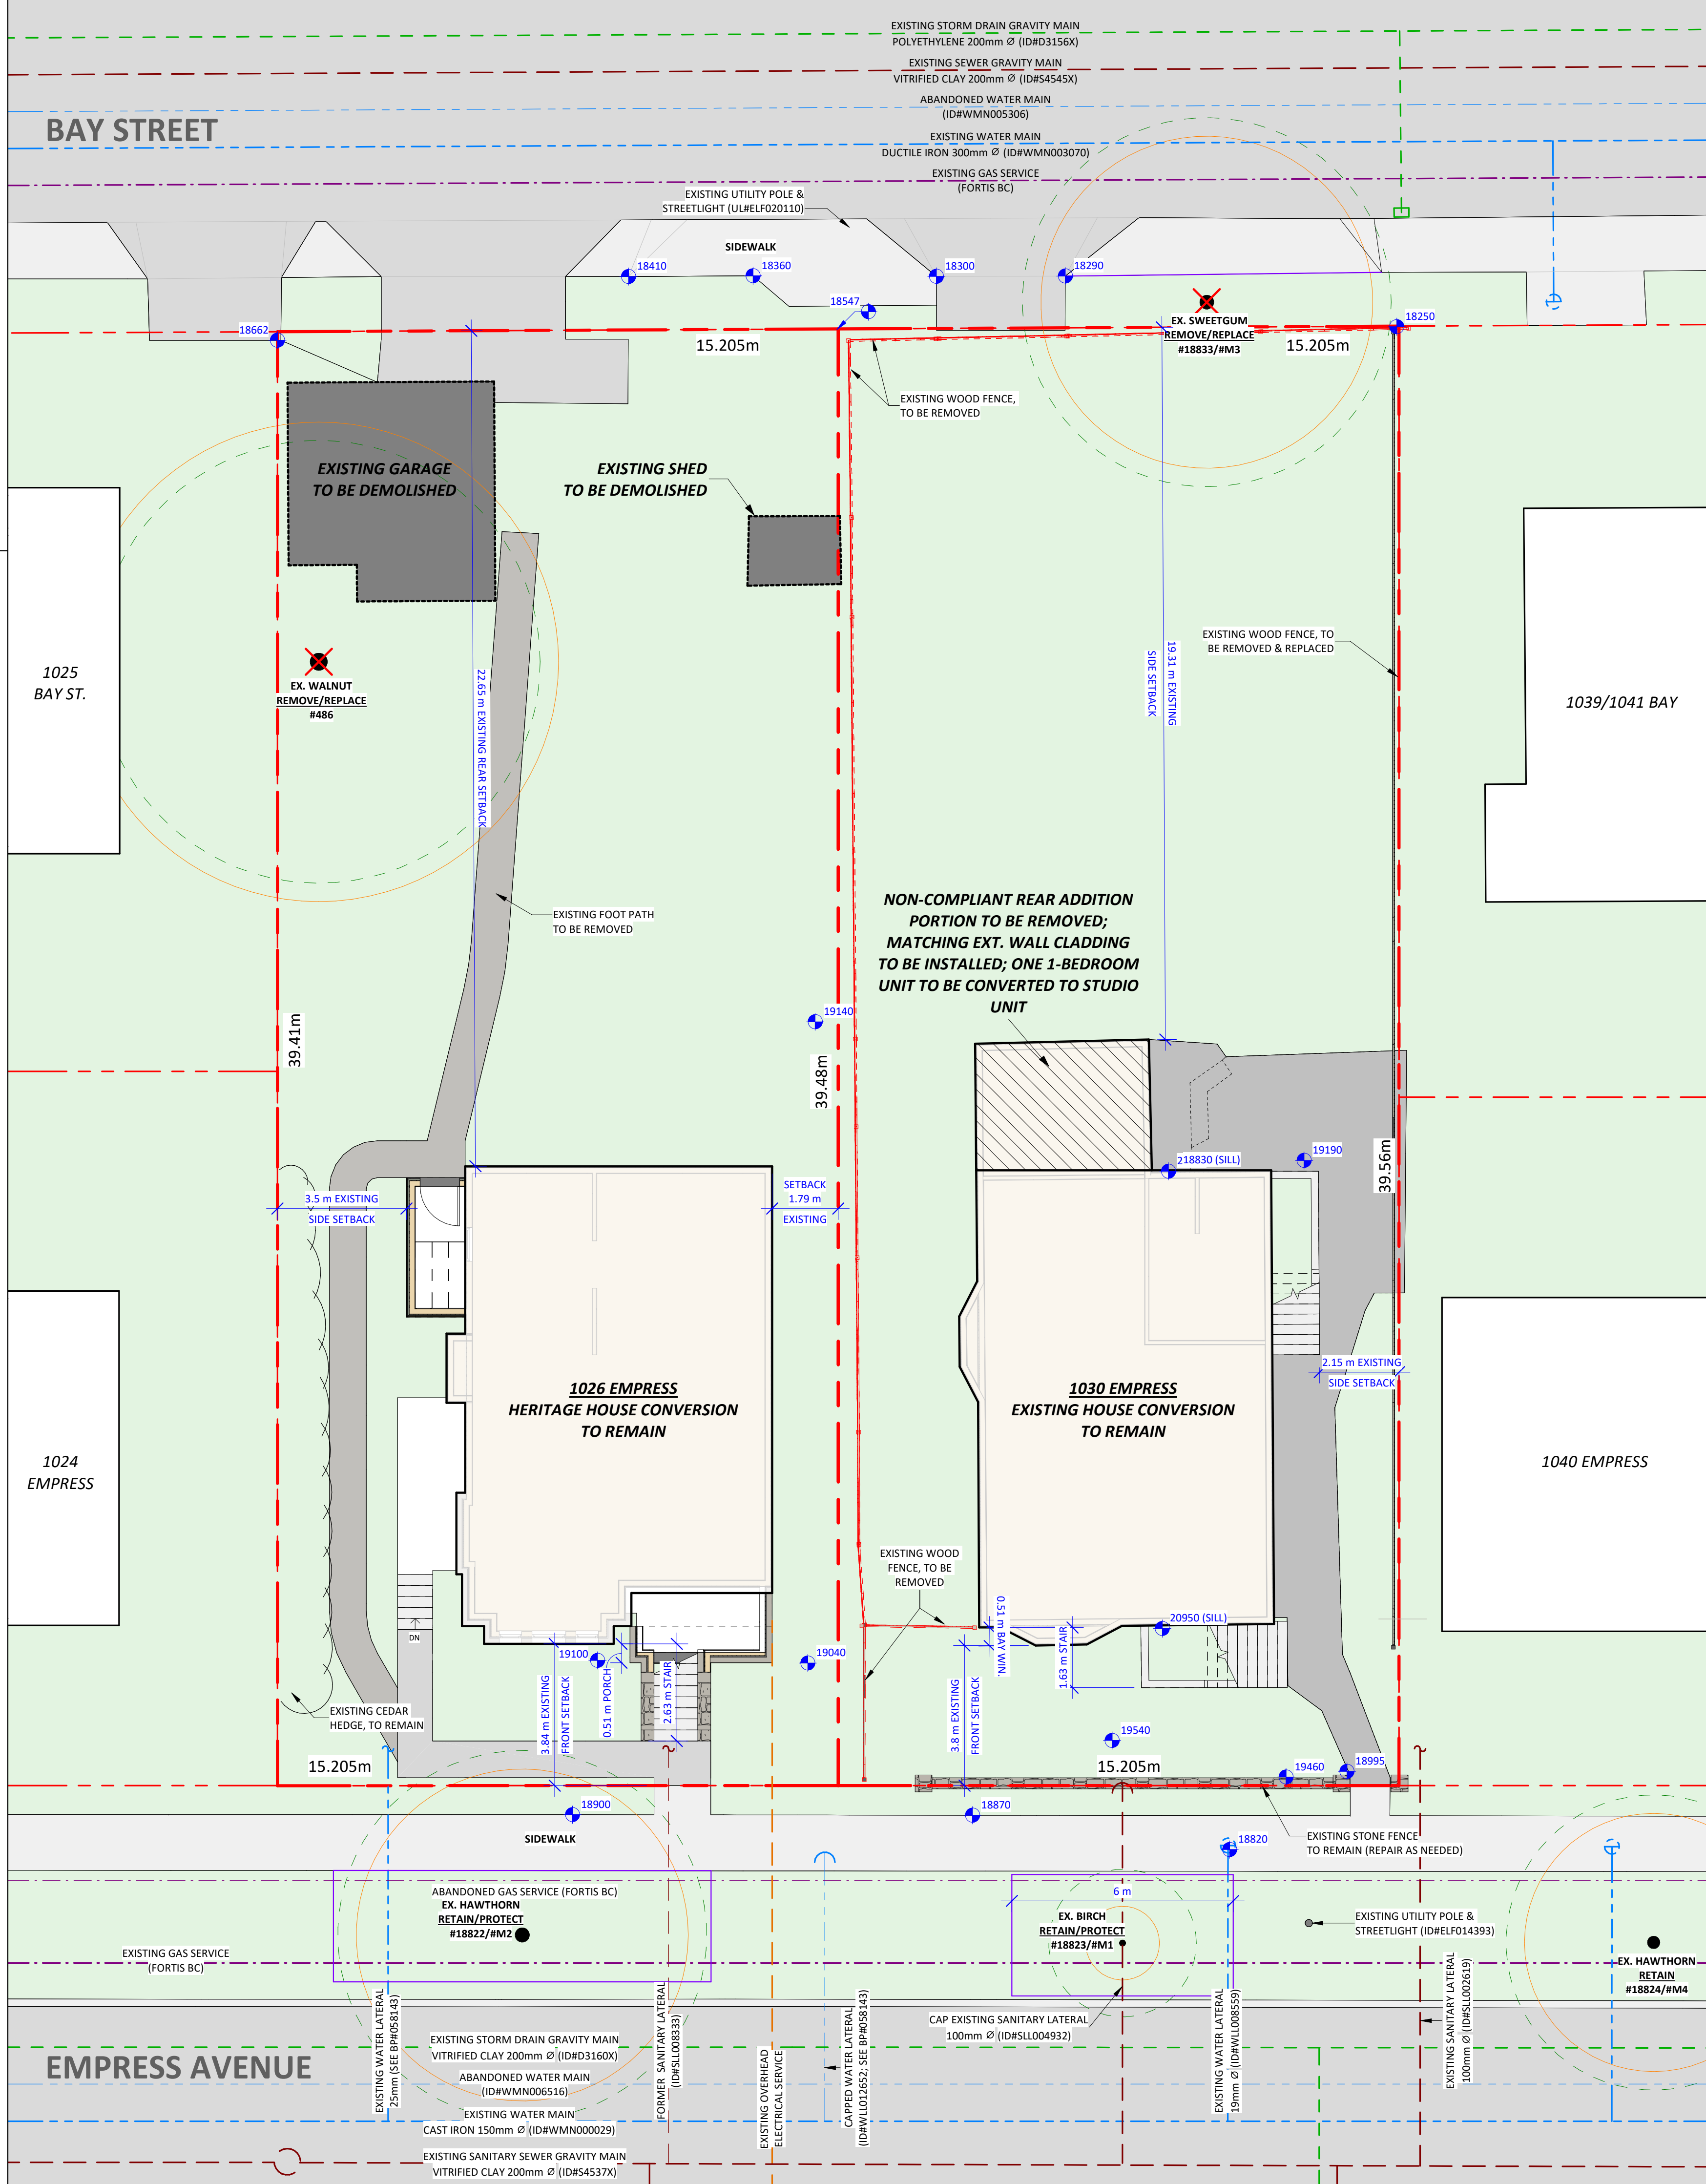 EXISTING STORM DRAIN GRAVITY MAIN
POLYETHYLENE 200mm Ø (ID#D3156X)
EXISTING SEWER GRAVITY MAIN
VITRIFIED CLAY 200mm Ø (ID#S4545X)
ABANDONED WATER MAIN
(ID#WMN005306)
BAY STREET
EXISTING WATER MAIN
DUCTILE IRON 300mm Ø (ID#WMN003070)
EXISTING GAS SERVICE
(FORTIS BC)
EXISTING UTILITY POLE &
STREETLIGHT (UL#ELF020110)
SIDEWALK
18410
18360
18300
18290
18547
18662
18250
EX. SWEETGUM
REMOVE/REPLACE
#18833/#M3
15.205m
15.205m
EXISTING WOOD FENCE,
TO BE REMOVED
EXISTING GARAGE
TO BE DEMOLISHED
EXISTING SHED
TO BE DEMOLISHED
1025
BAY ST.
EX. WALNUT
REMOVE/REPLACE
#486
22.65 m EXISTING REAR SETBACK
19.31 m EXISTING
SIDE SETBACK
EXISTING WOOD FENCE, TO
BE REMOVED & REPLACED
1039/1041 BAY
EXISTING FOOT PATH
TO BE REMOVED
NON-COMPLIANT REAR ADDITION
PORTION TO BE REMOVED;
MATCHING EXT. WALL CLADDING
TO BE INSTALLED; ONE 1-BEDROOM
UNIT TO BE CONVERTED TO STUDIO
UNIT
19140
39.41m
39.48m
39.56m
218830 (SILL)
19190
3.5 m EXISTING
SIDE SETBACK
SETBACK
1.79 m
EXISTING
2.15 m EXISTING
SIDE SETBACK
1026 EMPRESS
HERITAGE HOUSE CONVERSION
TO REMAIN
1030 EMPRESS
EXISTING HOUSE CONVERSION
TO REMAIN
1024
EMPRESS
1040 EMPRESS
EXISTING WOOD
FENCE, TO BE
REMOVED
DN
19100
19040
20950 (SILL)
0.51 m BAY WIN.
1.63 m STAIR
3.84 m EXISTING
FRONT SETBACK
0.51 m PORCH
2.63 m STAIR
3.8 m EXISTING
FRONT SETBACK
EXISTING CEDAR
HEDGE, TO REMAIN
19540
15.205m
15.205m
19460
18995
18900
18870
18820
SIDEWALK
EXISTING STONE FENCE
TO REMAIN (REPAIR AS NEEDED)
ABANDONED GAS SERVICE (FORTIS BC)
EX. HAWTHORN
RETAIN/PROTECT
#18822/#M2
6 m
EX. BIRCH
RETAIN/PROTECT
#18823/#M1
EXISTING UTILITY POLE &
STREETLIGHT (ID#ELF014393)
EXISTING GAS SERVICE
(FORTIS BC)
EX. HAWTHORN
RETAIN
#18824/#M4
EXISTING WATER LATERAL
25mm (SEE BP#058143)
FORMER SANITARY LATERAL
(ID#SLL008333)
EXISTING OVERHEAD
ELECTRICAL SERVICE
CAPPED WATER LATERAL
(ID#WLL012652; SEE BP#058143)
CAP EXISTING SANITARY LATERAL
100mm Ø (ID#SLL004932)
EXISTING WATER LATERAL
19mm Ø (ID#WLL008559)
EXISTING SANITARY LATERAL
100mm Ø (ID#SLL002619)
EXISTING STORM DRAIN GRAVITY MAIN
VITRIFIED CLAY 200mm Ø (ID#D3160X)
EMPRESS AVENUE
ABANDONED WATER MAIN
(ID#WMN006516)
EXISTING WATER MAIN
CAST IRON 150mm Ø (ID#WMN000029)
EXISTING SANITARY SEWER GRAVITY MAIN
VITRIFIED CLAY 200mm Ø (ID#S4537X)